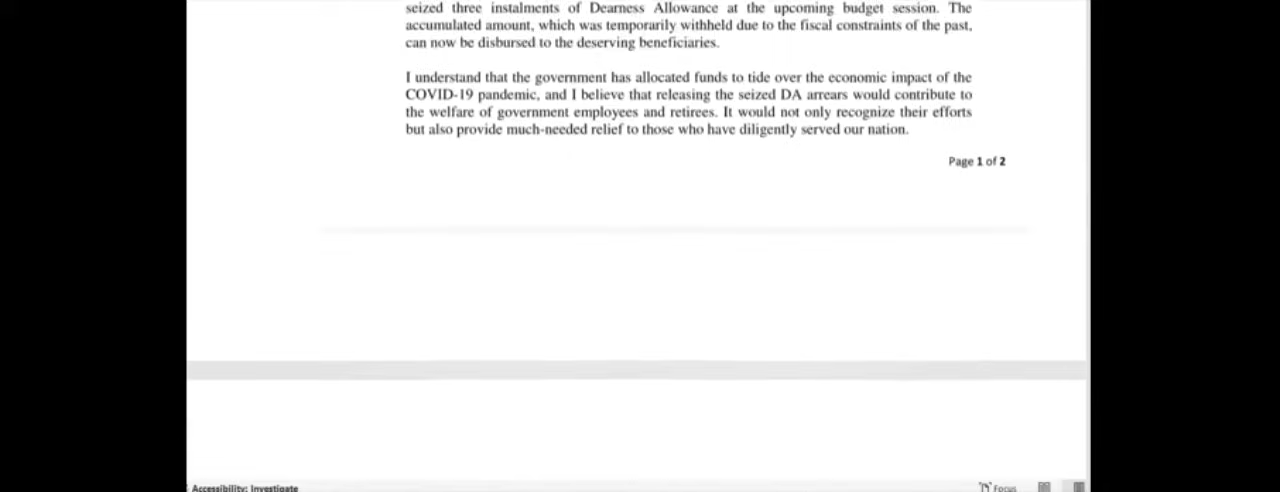 seized three instalments of Dearness Allowance at the upcoming budget session. The
accumulated amount, which was temporarily withheld due to the fiscal constraints of the past,
can now be disbursed to the deserving beneficiaries.
I understand that the government has allocated funds to tide over the economic impact of the
COVID-19 pandemic, and I believe that releasing the seized DA arrears would contribute to
the welfare of government employees and retirees. It would not only recognize their efforts
but also provide much-needed relief to those who have diligently served our nation.
Page 1 of 2
Accessibility: Investigate
Focus